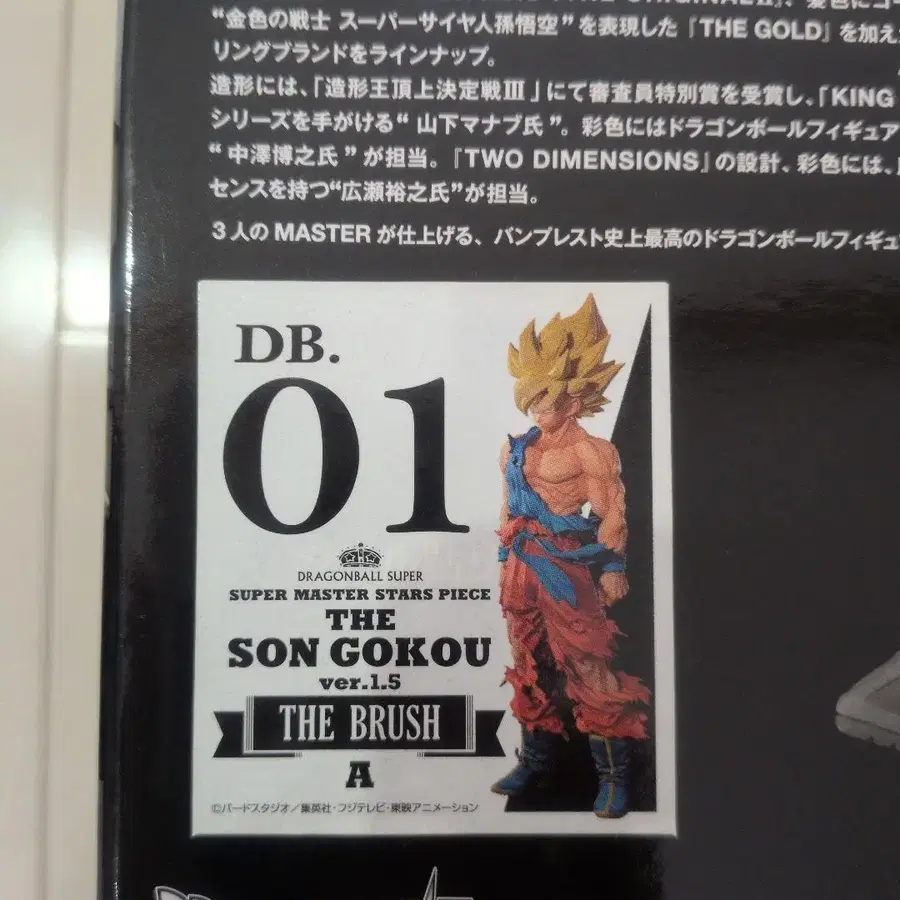 “金色の戦士 スーパーサイヤ人孫悟空”を表現した『THE GOLD』を加え
リングブランドをラインナップ。
造形には、「造形王頂上決定戦Ⅲ」にて審査員特別賞を受賞し、「KING
シリーズを手がける“山下マナブ氏”。彩色にはドラゴンボールフィギュア
“中澤博之氏”が担当。『TWO DIMENSIONS』の設計、彩色には、
センスを持つ“広瀬裕之氏”が担当。
3人のMASTERが仕上げる、バンプレスト史上最高のドラゴンボールフィギュ
DB.
01
DRAGONBALL SUPER
SUPER MASTER STARS PIECE
THE
SON GOKOU
ver.1.5
THE BRUSH
A
©バードスタジオ／集英社・フジテレビ・東映アニメーション